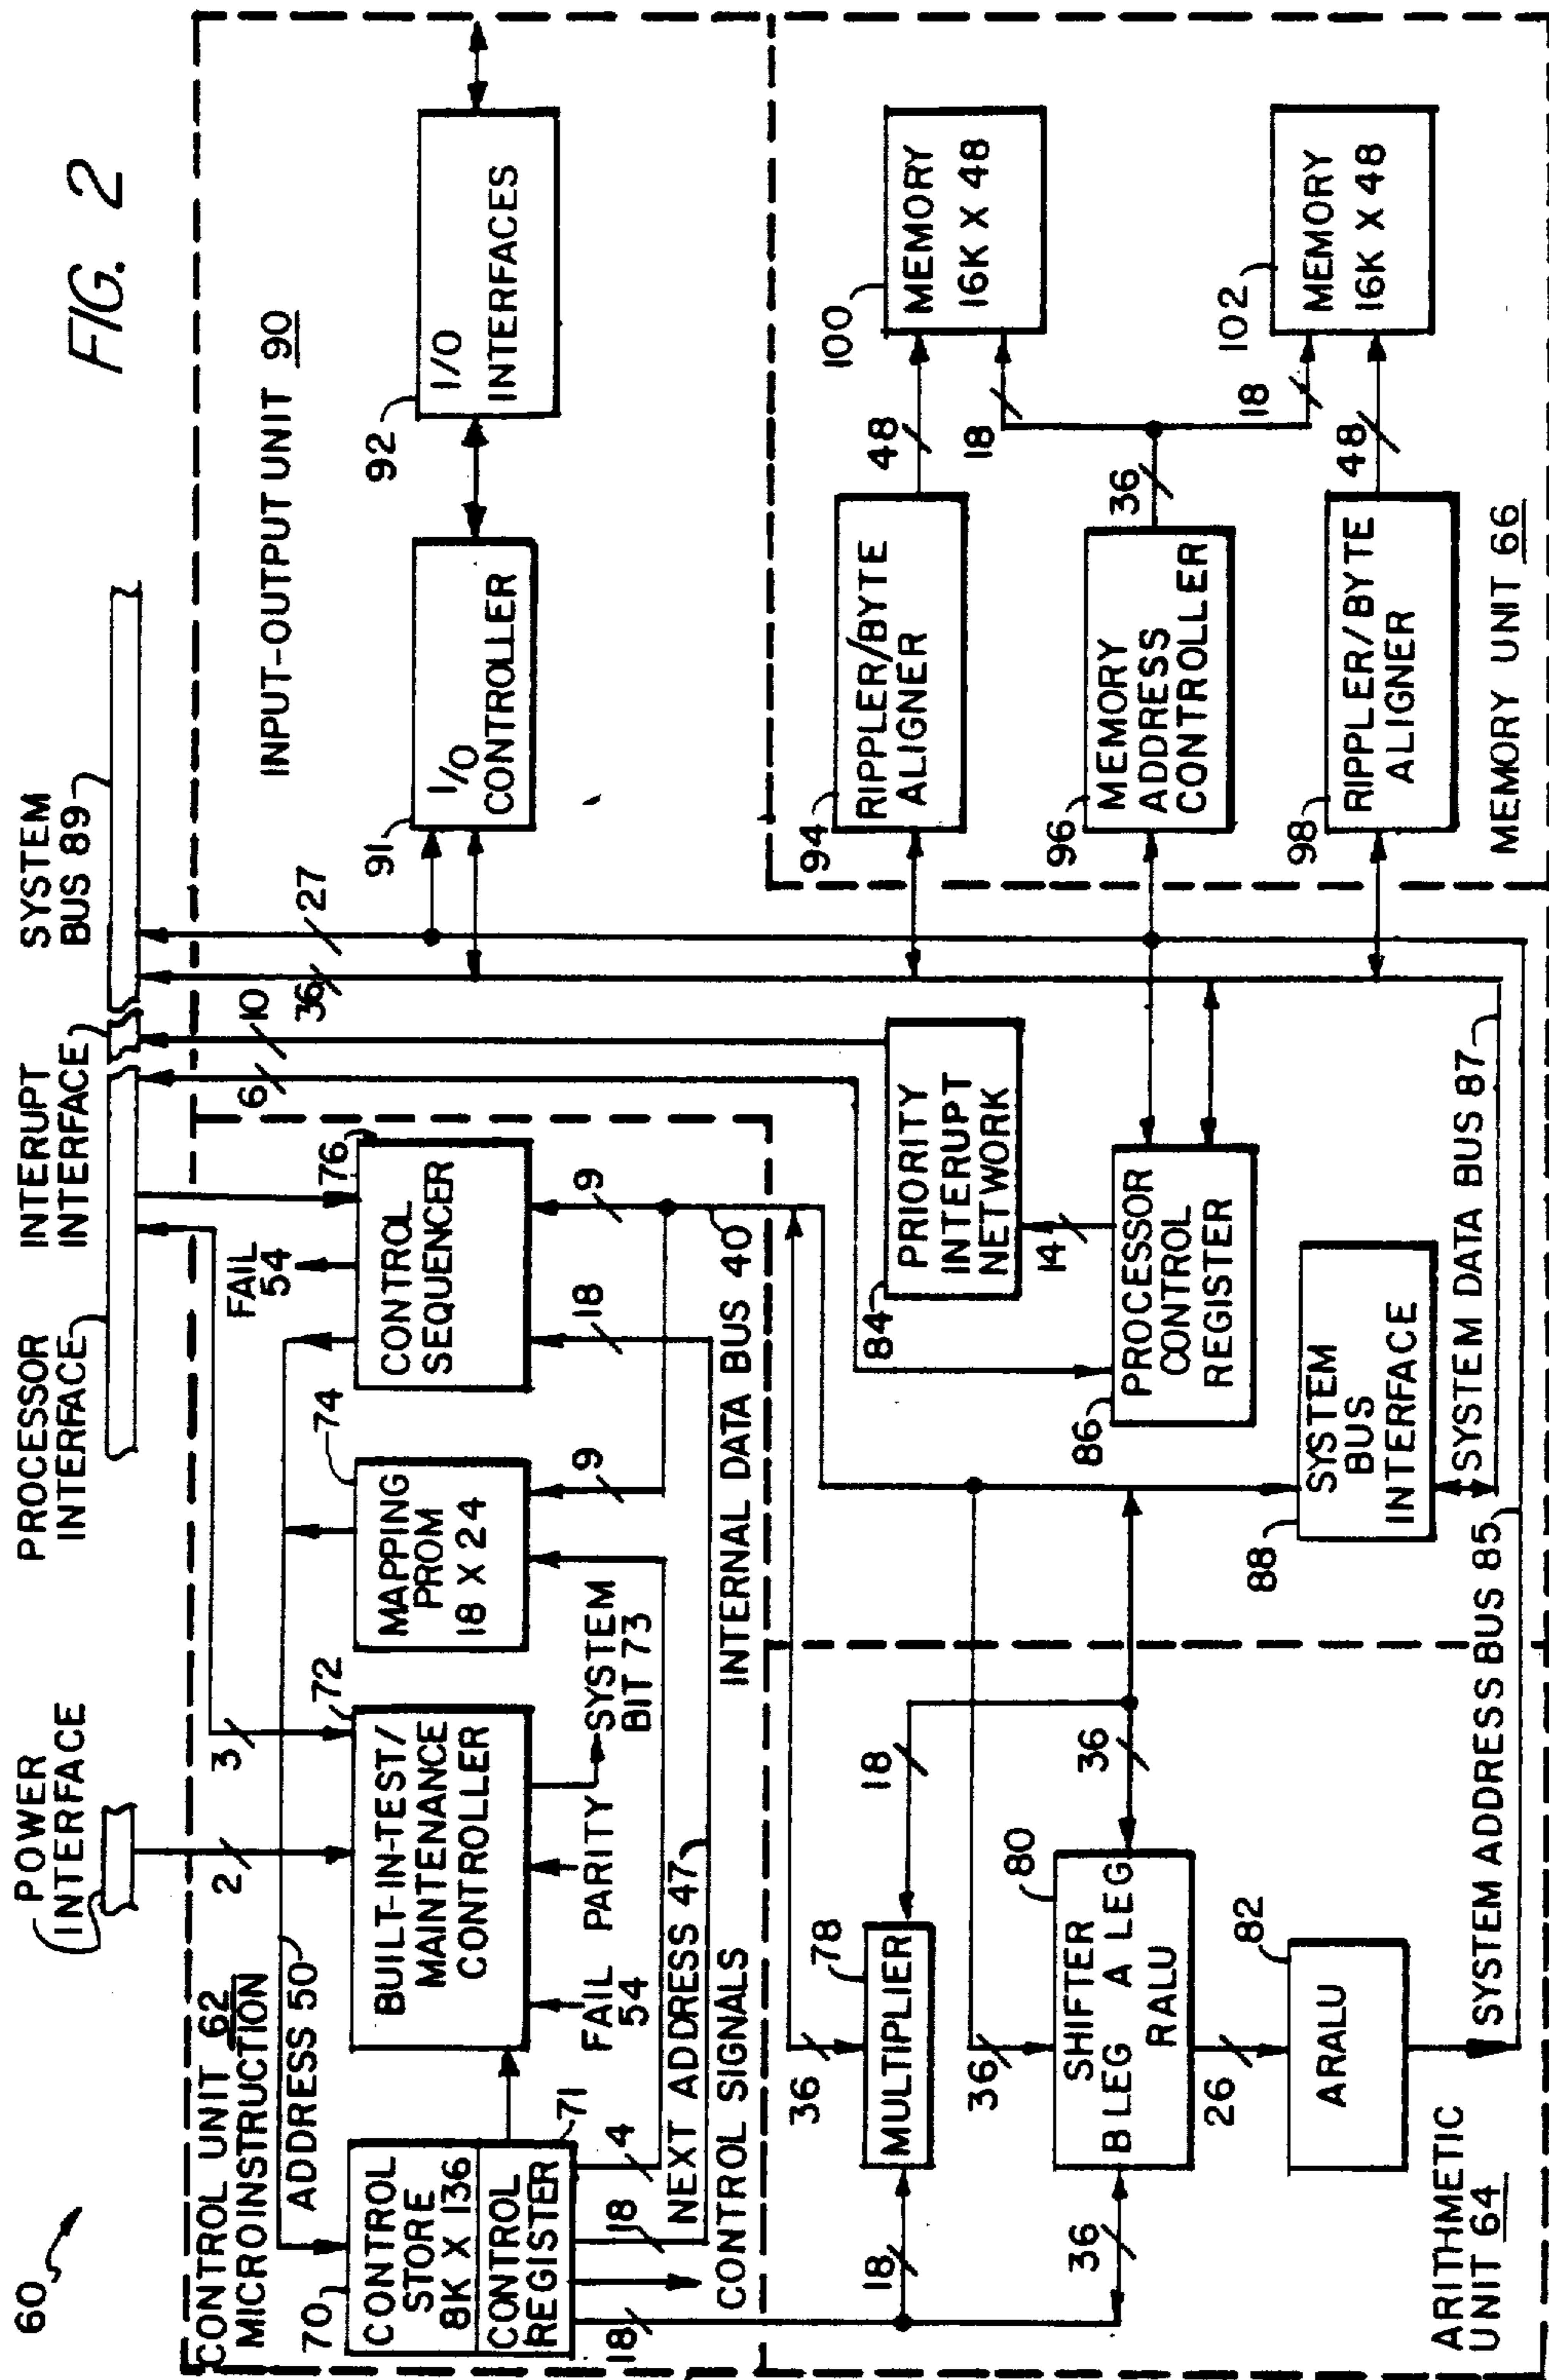 FIG. 2
60
POWER
INTERFACE
PROCESSOR
INTERFACE
INTERUPT
INTERFACE
SYSTEM
BUS 89
CONTROL UNIT 62
MICROINSTRUCTION
ADDRESS 50
2
3
6
10
36
27
INPUT-OUTPUT UNIT 90
70
CONTROL
STORE
8K X 136
CONTROL
REGISTER
71
BUILT-IN-TEST/
MAINTENANCE
CONTROLLER
72
MAPPING
PROM
18 X 24
74
CONTROL
SEQUENCER
76
FAIL
54
91
I/O
CONTROLLER
92
I/O
INTERFACES
FAIL
54
PARITY
SYSTEM
BIT 73
9
18
9
18
18
4
NEXT ADDRESS 47
CONTROL SIGNALS
INTERNAL DATA BUS 40
36
18
78
MULTIPLIER
18
36
36
80
SHIFTER
B LEG A LEG
RALU
36
26
82
ARALU
ARITHMETIC
UNIT 64
84
PRIORITY
INTERUPT
NETWORK
14
86
PROCESSOR
CONTROL
REGISTER
88
SYSTEM
BUS
INTERFACE
SYSTEM DATA BUS 87
SYSTEM ADDRESS BUS 85
94
RIPPLER/BYTE
ALIGNER
48
100
MEMORY
16K X 48
18
96
MEMORY
ADDRESS
CONTROLLER
36
18
102
MEMORY
16K X 48
98
RIPPLER/BYTE
ALIGNER
48
MEMORY UNIT 66